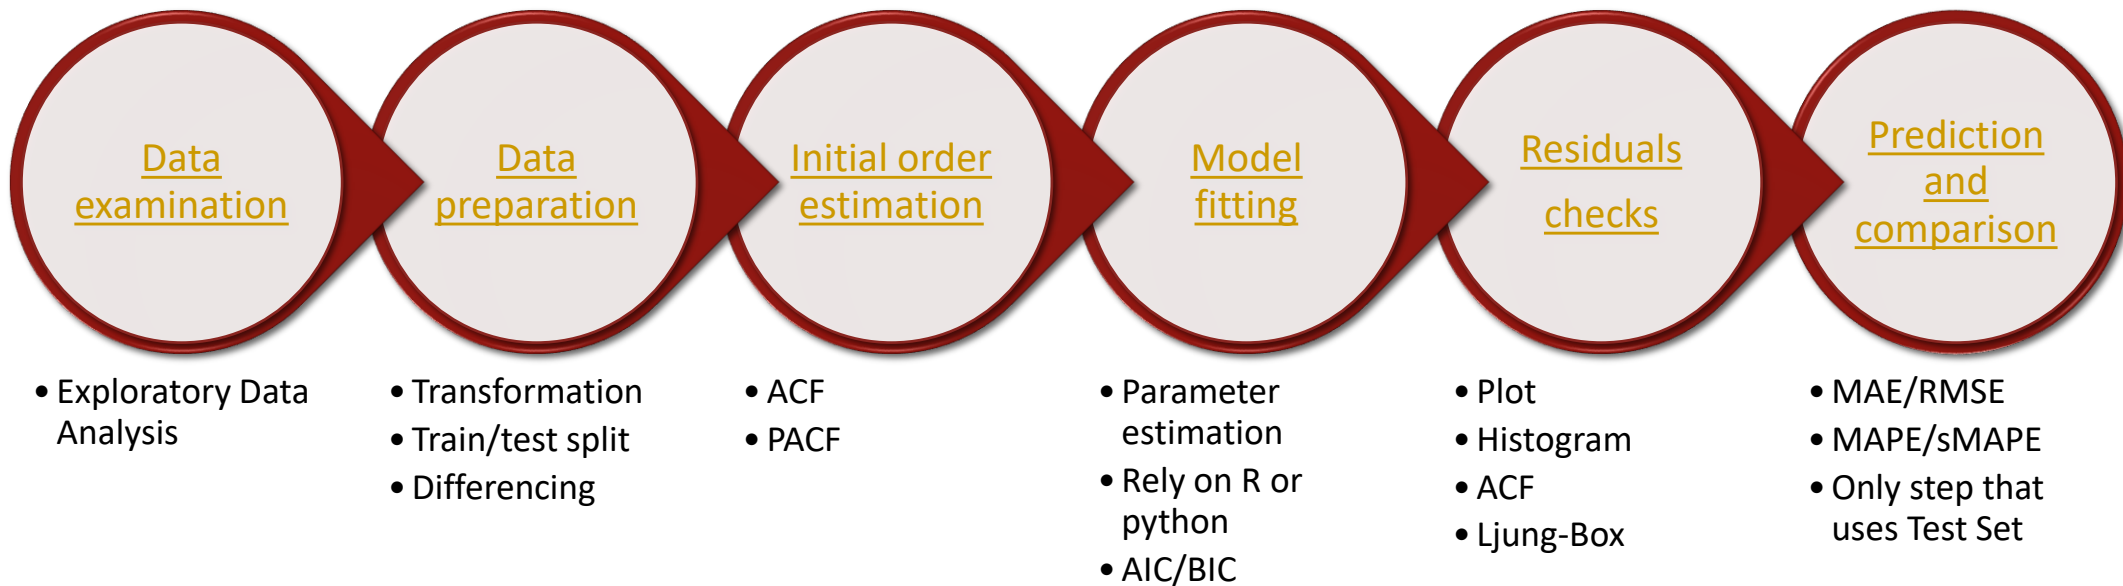 Data
examination
Data
preparation
Initial order
estimation
Model
fitting
Residuals
checks
Prediction
and
comparison
• Exploratory Data
Analysis
• Transformation
• Train/test split
• Differencing
• ACF
• PACF
• Parameter
estimation
• Rely on R or
python
• AIC/BIC
• Plot
• Histogram
• ACF
• Ljung-Box
• MAE/RMSE
• MAPE/sMAPE
• Only step that
uses Test Set